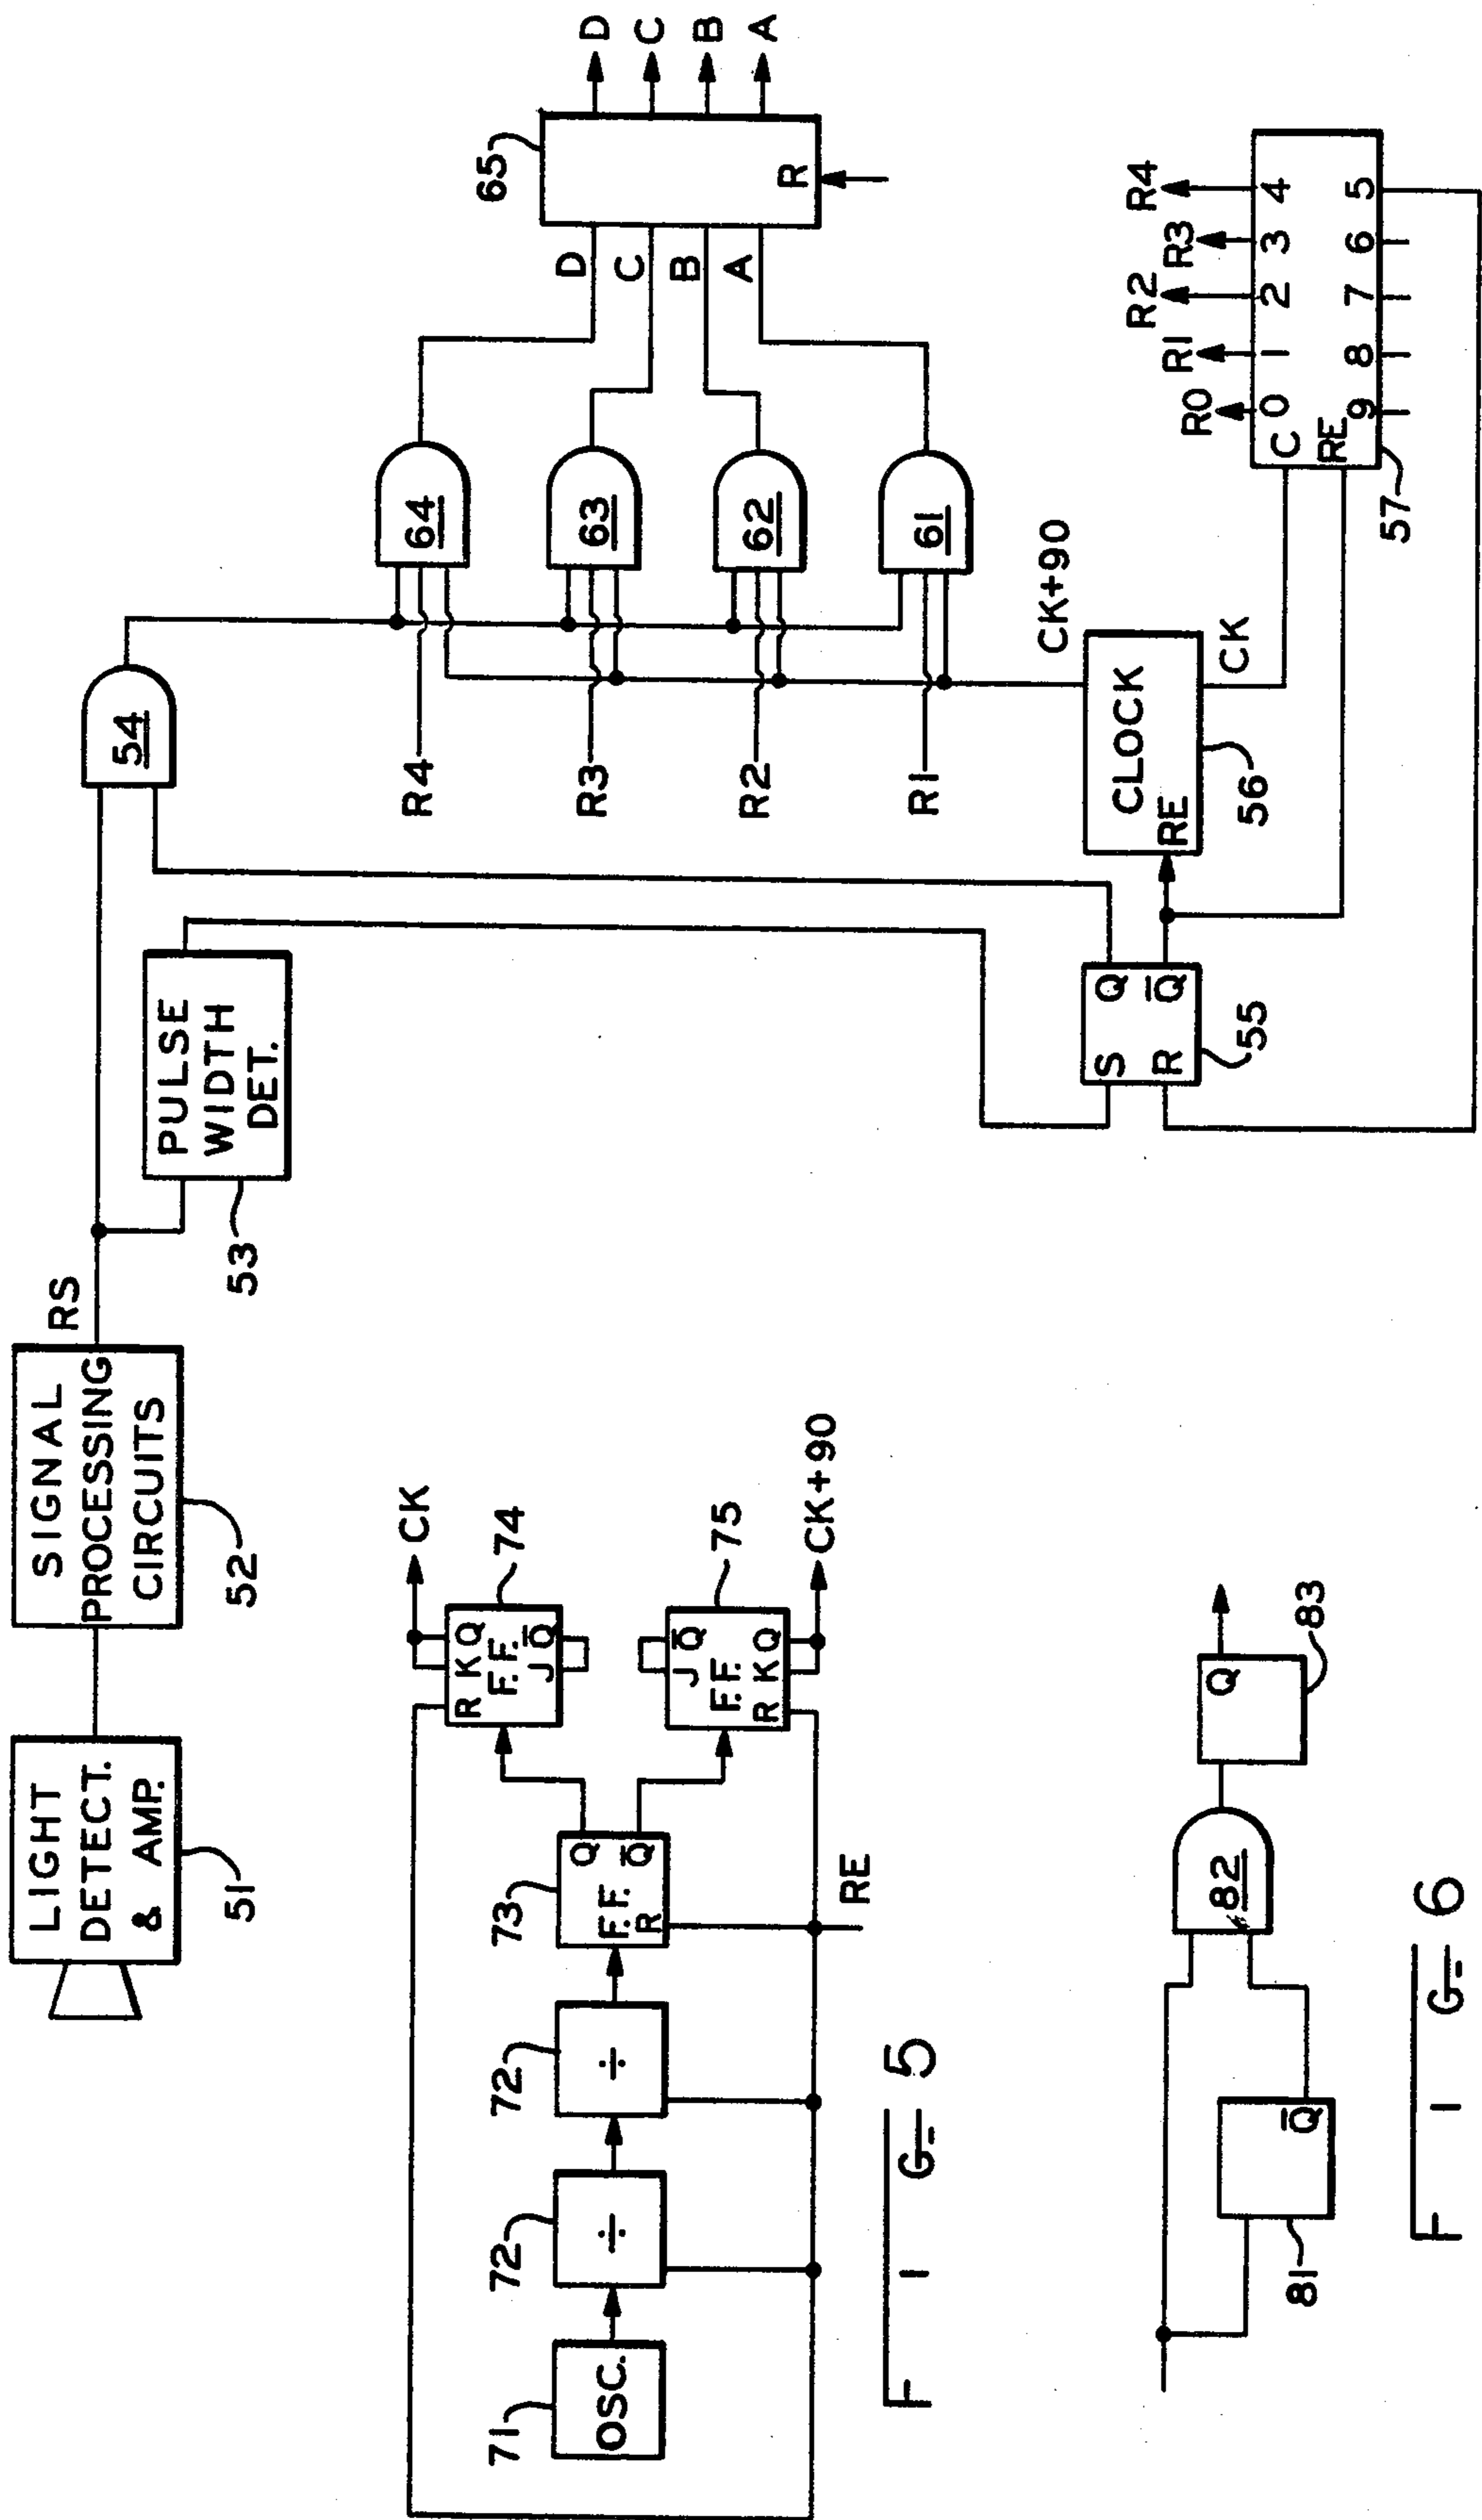 LIGHT
DETECT.
& AMP.
51
SIGNAL
PROCESSING
CIRCUITS
52
RS
PULSE
WIDTH
DET.
53
54
R4
R3
R2
R1
64
63
62
61
D
C
B
A
65
R
D
C
B
A
S Q
R Q̅
55
CLOCK
RE
56
CK+90
CK
R0 R1 R2 R3 R4
C 0 1 2 3 4
RE 9 8 7 6 5
57
71
OSC.
72
÷
72
÷
73
Q
F.F. Q̅
R
RE
R K Q
F.F.
J Q̅
74
CK
J Q̅
F.F.
R K Q
75
CK+90
FIG-5
81
Q̅
82
Q
83
FIG-6